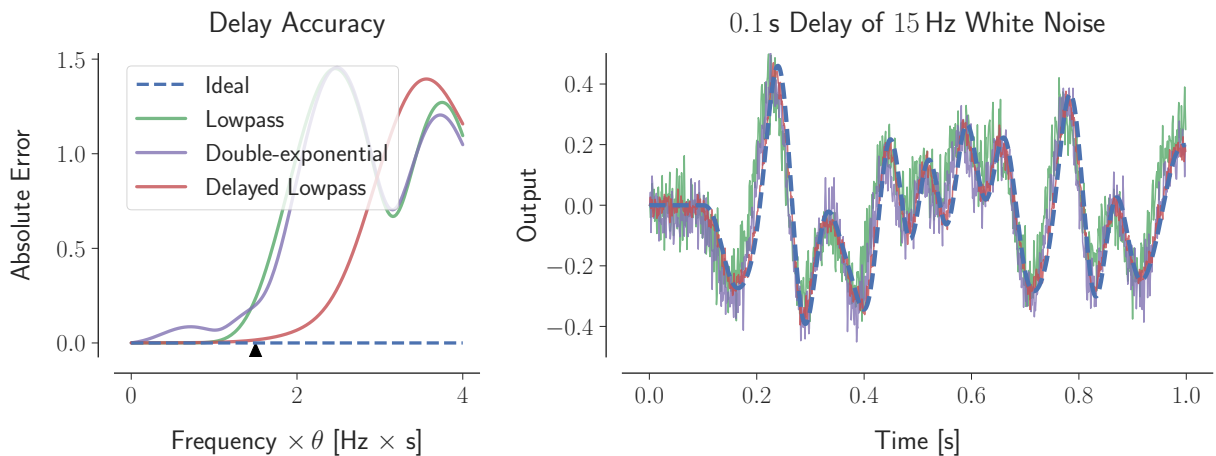 Delay Accuracy
1.5
1.0
0.5
0.0
Absolute Error
Ideal
Lowpass
Double-exponential
Delayed Lowpass
0
2
4
Frequency × θ [Hz × s]
0.1 s Delay of 15 Hz White Noise
0.4
0.2
0.0
−0.2
−0.4
Output
0.0
0.2
0.4
0.6
0.8
1.0
Time [s]